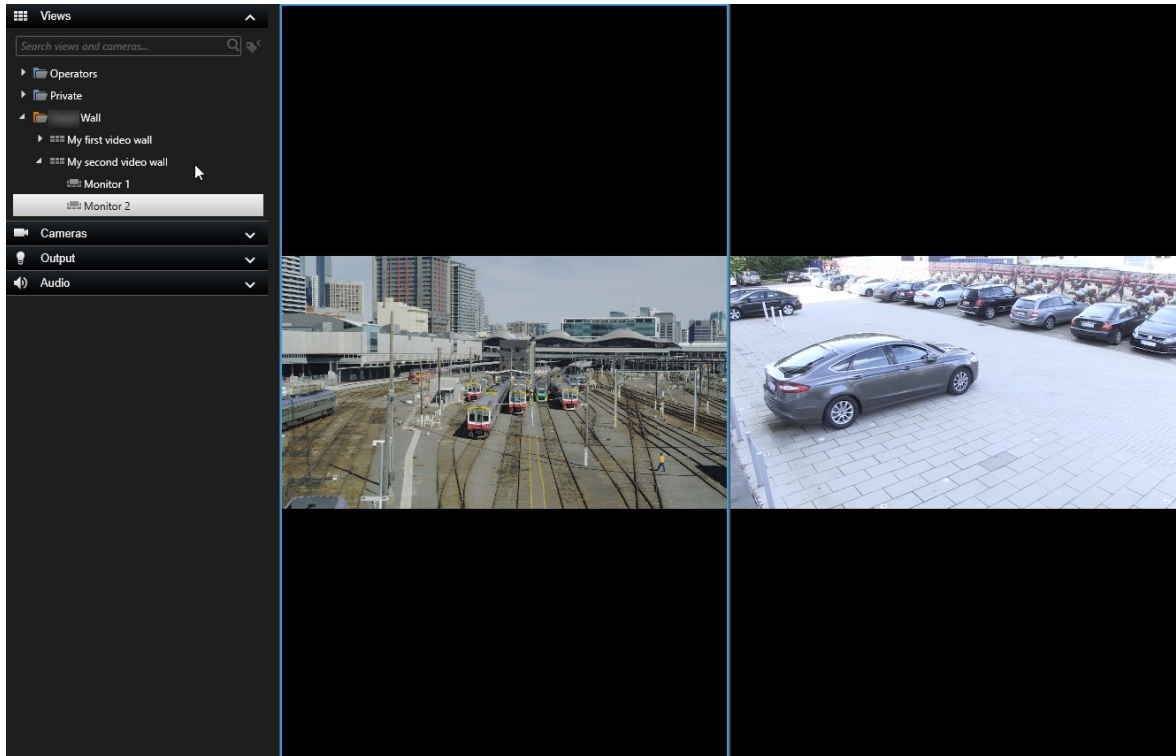 Views
Search views and cameras...
Operators
Private
Wall
My first video wall
My second video wall
Monitor 1
Monitor 2
Cameras
Output
Audio